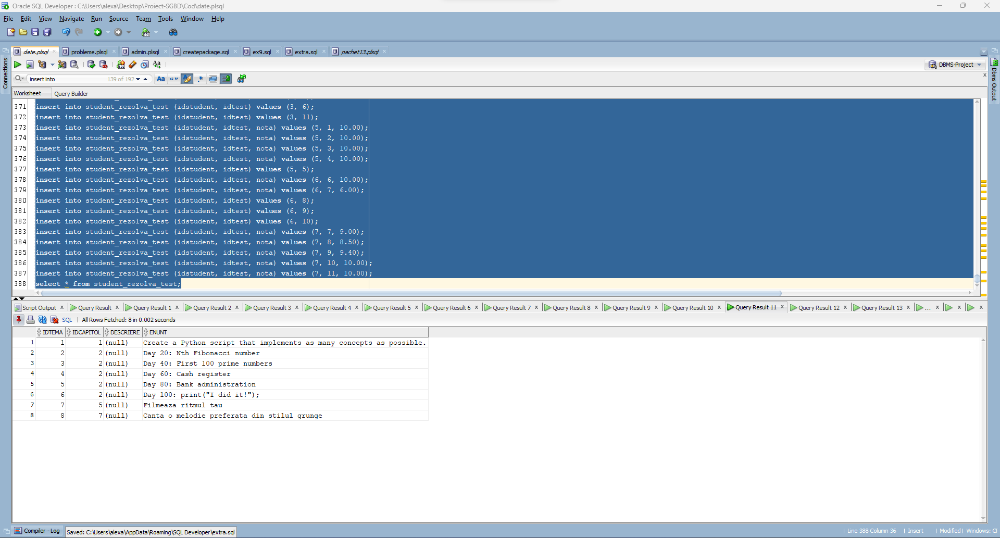 Oracle SQL Developer : C:\Users\alexa\Desktop\Proiect-SGBD\Cod\date.plsql
File Edit View Navigate Run Source Team Tools Window Help
date.plsql probleme.plsql admin.plsql createpackage.sql ex9.sql extra.sql pachet13.plsql
DBMS-Project
Connections
Dbms Output
insert into 139 of 192
Worksheet Query Builder
371 insert into student_rezolva_test (idstudent, idtest) values (3, 6);
372 insert into student_rezolva_test (idstudent, idtest) values (3, 11);
373 insert into student_rezolva_test (idstudent, idtest, nota) values (5, 1, 10.00);
374 insert into student_rezolva_test (idstudent, idtest, nota) values (5, 2, 10.00);
375 insert into student_rezolva_test (idstudent, idtest, nota) values (5, 3, 10.00);
376 insert into student_rezolva_test (idstudent, idtest, nota) values (5, 4, 10.00);
377 insert into student_rezolva_test (idstudent, idtest) values (5, 5);
378 insert into student_rezolva_test (idstudent, idtest, nota) values (6, 6, 10.00);
379 insert into student_rezolva_test (idstudent, idtest, nota) values (6, 7, 6.00);
380 insert into student_rezolva_test (idstudent, idtest) values (6, 8);
381 insert into student_rezolva_test (idstudent, idtest) values (6, 9);
382 insert into student_rezolva_test (idstudent, idtest) values (6, 10);
383 insert into student_rezolva_test (idstudent, idtest, nota) values (7, 7, 9.00);
384 insert into student_rezolva_test (idstudent, idtest, nota) values (7, 8, 8.50);
385 insert into student_rezolva_test (idstudent, idtest, nota) values (7, 9, 9.40);
386 insert into student_rezolva_test (idstudent, idtest, nota) values (7, 10, 10.00);
387 insert into student_rezolva_test (idstudent, idtest, nota) values (7, 11, 10.00);
388 select * from student_rezolva_test;
Script Output Query Result Query Result 1 Query Result 2 Query Result 3 Query Result 4 Query Result 5 Query Result 6 Query Result 7 Query Result 8 Query Result 9 Query Result 10 Query Result 11 Query Result 12 Query Result 13 ...
SQL | All Rows Fetched: 8 in 0.002 seconds
IDTEMA IDCAPITOL DESCRIERE ENUNT
1 1 1 (null) Create a Python script that implements as many concepts as possible.
2 2 2 (null) Day 20: Nth Fibonacci number
3 3 2 (null) Day 40: First 100 prime numbers
4 4 2 (null) Day 60: Cash register
5 5 2 (null) Day 80: Bank administration
6 6 2 (null) Day 100: print("I did it!");
7 7 5 (null) Filmeaza ritmul tau
8 8 7 (null) Canta o melodie preferata din stilul grunge
Compiler - Log
Saved: C:\Users\alexa\AppData\Roaming\SQL Developer\extra.sql
| Line 388 Column 36 | Insert | Modified | Windows: CF